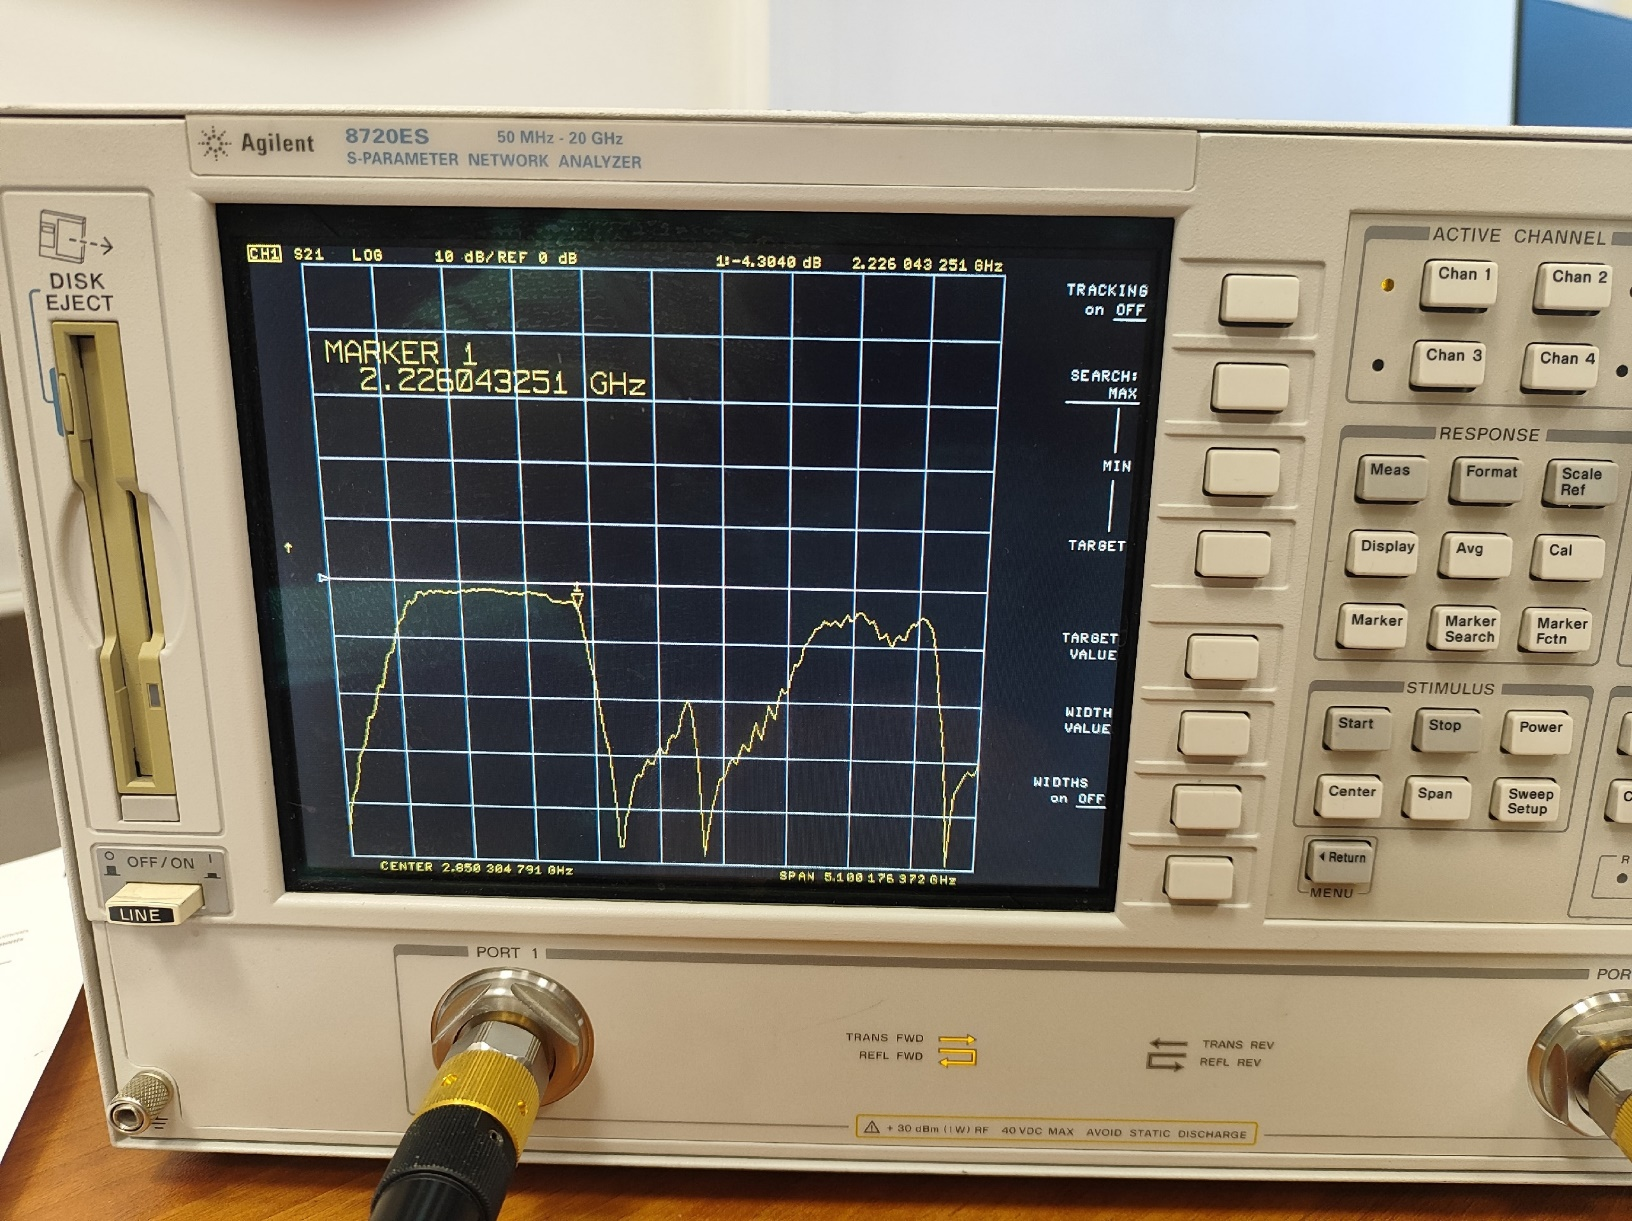 Agilent 8720ES 50 MHz - 20 GHz
S-PARAMETER NETWORK ANALYZER
DISK
EJECT
CH1 S21 LOG 10 dB/REF 0 dB 1:-4.3040 dB 2.226 043 251 GHz
MARKER 1
2.226043251 GHz
1
TRACKING
on OFF
SEARCH:
MAX
MIN
TARGET
TARGET
VALUE
WIDTH
VALUE
WIDTHS
on OFF
CENTER 2.850 304 791 GHz SPAN 5.100 176 372 GHz
ACTIVE CHANNEL
Chan 1 Chan 2
Chan 3 Chan 4
RESPONSE
Meas Format Scale
Ref
Display Avg Cal
Marker Marker
Search Marker
Fctn
STIMULUS
Start Stop Power
Center Span Sweep
Setup
Return
MENU
O OFF/ON I
LINE
PORT 1
TRANS FWD
REFL FWD
TRANS REV
REFL REV
+ 30 dBm (1W) RF 40 VDC MAX AVOID STATIC DISCHARGE